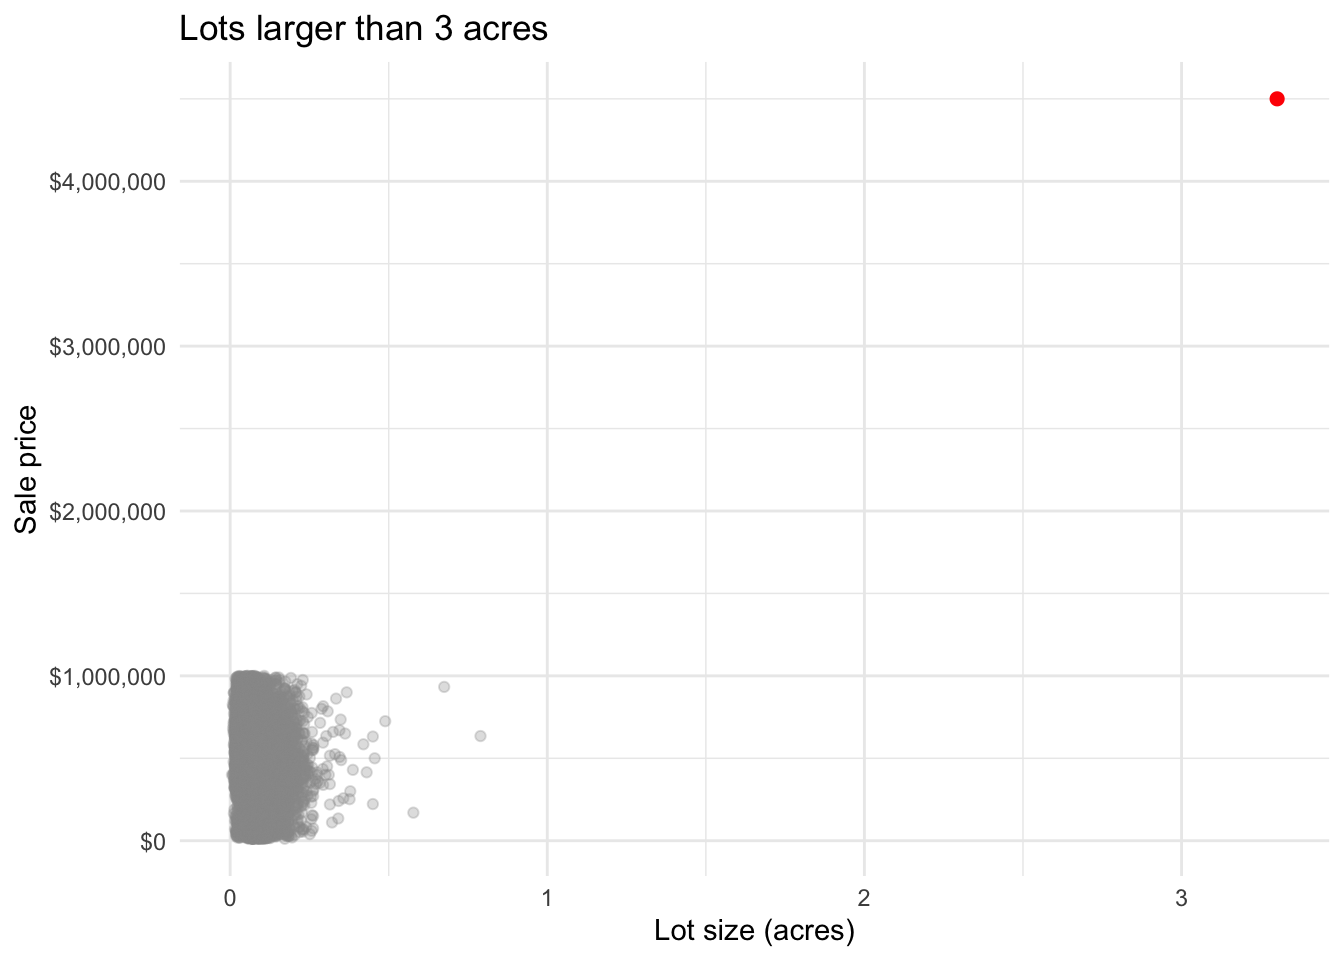 Lots larger than 3 acres
$4,000,000
$3,000,000
$2,000,000
$1,000,000
$0
Sale price
0 1 2 3
Lot size (acres)